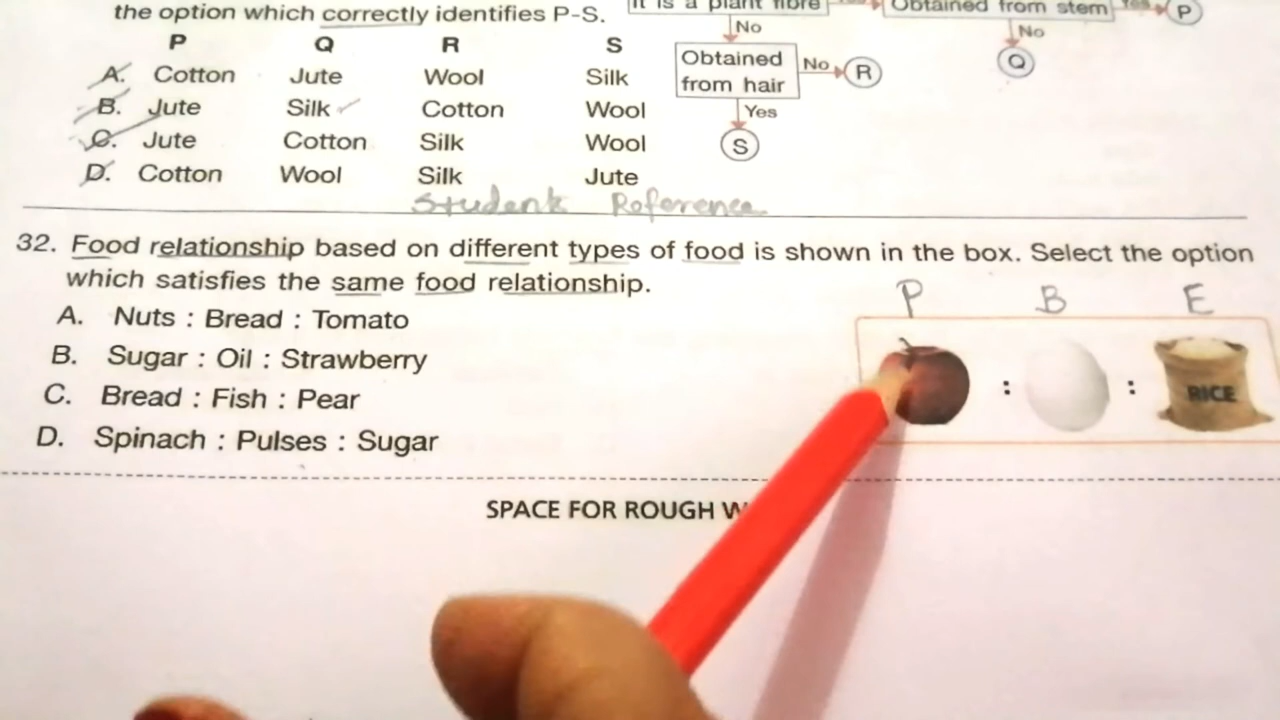 the option which correctly identifies P-S.
P Q R S
A. Cotton Jute Wool Silk
B. Jute Silk Cotton Wool
C. Jute Cotton Silk Wool
D. Cotton Wool Silk Jute
It is a plant fibre
Obtained from stem
Yes
P
No
No
Q
Obtained
from hair
No
R
Yes
S
Student Reference
32. Food relationship based on different types of food is shown in the box. Select the option
which satisfies the same food relationship.
P B E
A. Nuts : Bread : Tomato
B. Sugar : Oil : Strawberry
C. Bread : Fish : Pear
D. Spinach : Pulses : Sugar
: :
RICE
SPACE FOR ROUGH